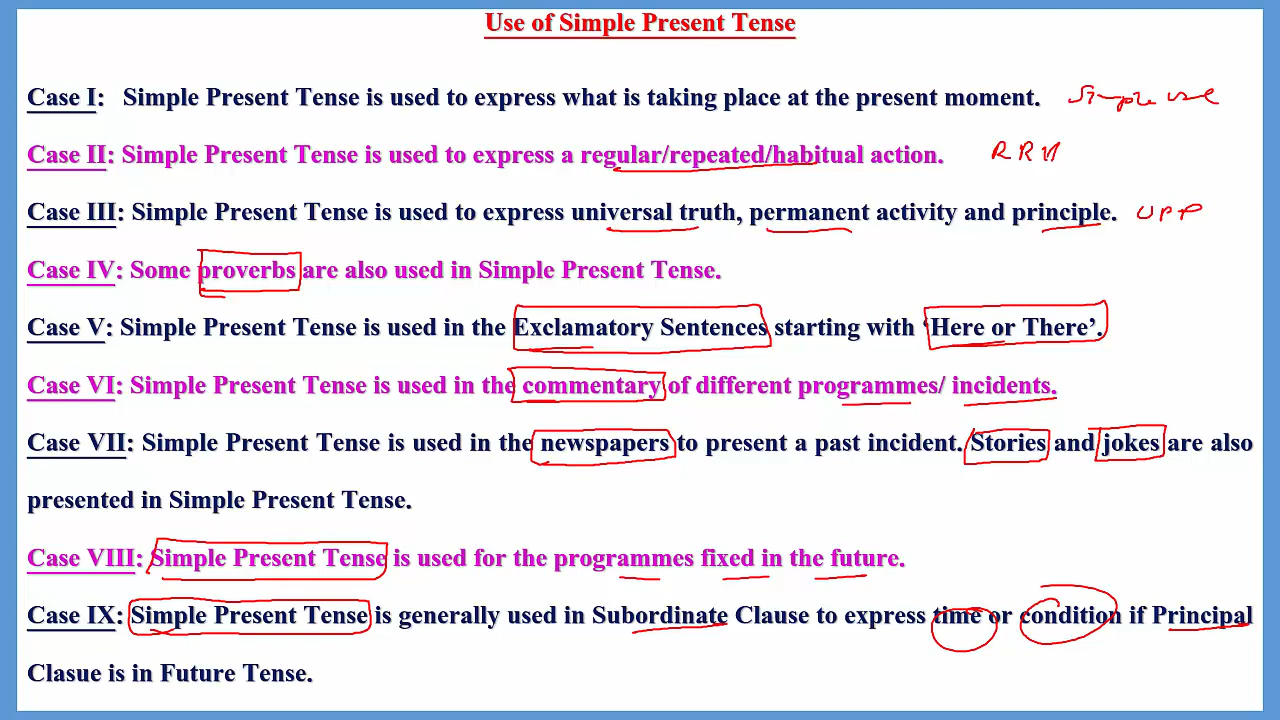 Use of Simple Present Tense
Case I: Simple Present Tense is used to express what is taking place at the present moment. Simple use
Case II: Simple Present Tense is used to express a regular/repeated/habitual action. R R H
Case III: Simple Present Tense is used to express universal truth, permanent activity and principle. U P P
Case IV: Some proverbs are also used in Simple Present Tense.
Case V: Simple Present Tense is used in the Exclamatory Sentences starting with ‘Here or There’.
Case VI: Simple Present Tense is used in the commentary of different programmes/ incidents.
Case VII: Simple Present Tense is used in the newspapers to present a past incident. Stories and jokes are also
presented in Simple Present Tense.
Case VIII: Simple Present Tense is used for the programmes fixed in the future.
Case IX: Simple Present Tense is generally used in Subordinate Clause to express time or condition if Principal
Clasue is in Future Tense.